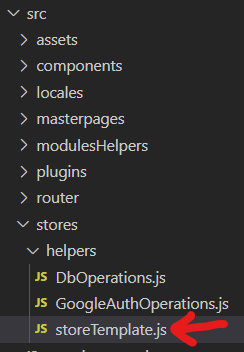 src
assets
components
locales
masterpages
modulesHelpers
plugins
router
stores
helpers
JS DbOperations.js
JS GoogleAuthOperations.js
JS storeTemplate.js